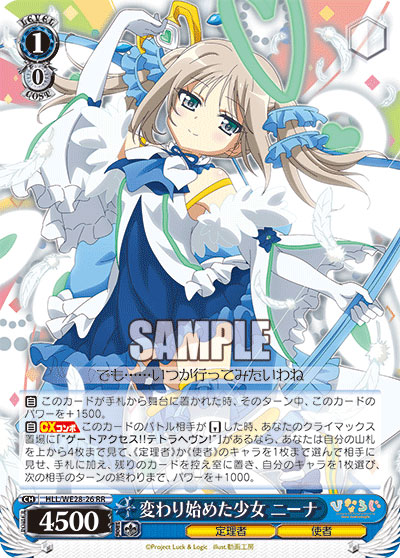 LEVEL
1
0
COST
SAMPLE
でも……いつか行ってみたいわね
このカードが手札から舞台に置かれた時、そのターン中、このカードの
パワーを+1500。
CXコンボ このカードのバトル相手が した時、あなたのクライマックス
置場に「“ゲートアクセス!!テトラヘヴン!”」があるなら、あなたは自分の山札
を上から4枚まで見て、《定理者》か《使者》のキャラを1枚まで選んで相手に
見せ、手札に加え、残りのカードを控え室に置き、自分のキャラを1枚選び、
次の相手のターンの終わりまで、パワーを+1000。
CH HLL/WE28-26 RR
4500
変わり始めた少女 ニーナ
定理者
使者
ひなろじ
©Project Luck & Logic illust.動画工房